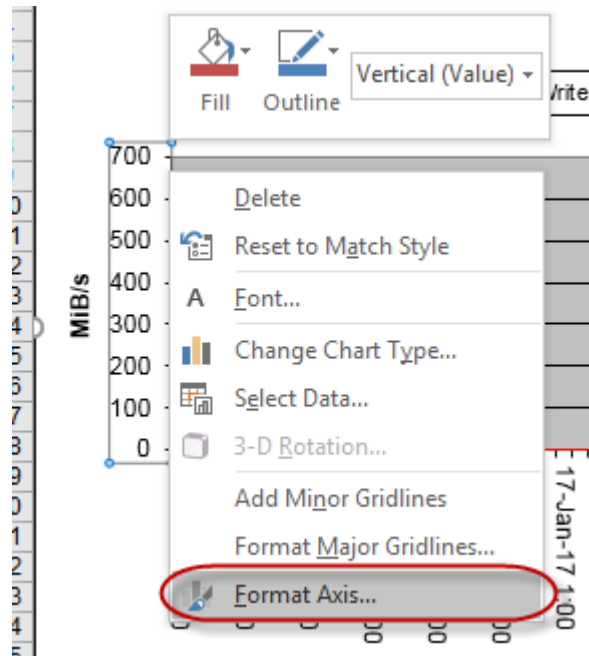 Fill Outline Vertical (Value)
Write
700
600
500
400
300
200
100
0
MiB/s
Delete
Reset to Match Style
Font...
Change Chart Type...
Select Data...
3-D Rotation...
Add Minor Gridlines
Format Major Gridlines...
Format Axis...
17-Jan-17 1:00